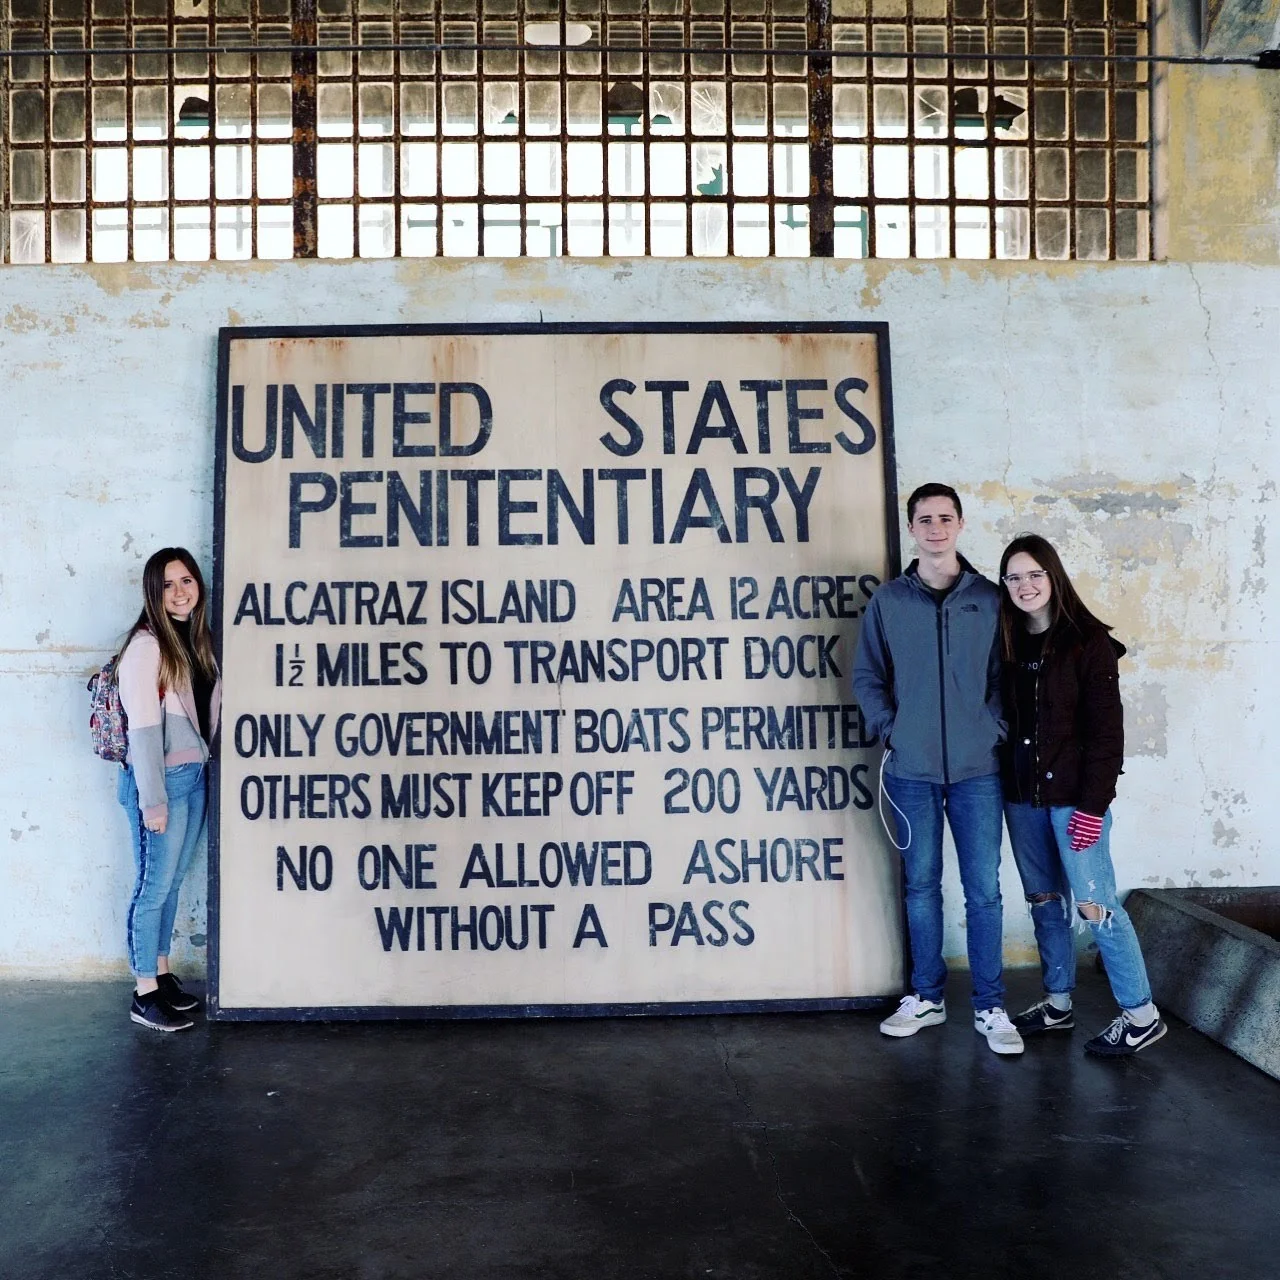 UNITED STATES
PENITENTIARY
ALCATRAZ ISLAND AREA 12 ACRES
1½ MILES TO TRANSPORT DOCK
ONLY GOVERNMENT BOATS PERMITTED
OTHERS MUST KEEP OFF 200 YARDS
NO ONE ALLOWED ASHORE
WITHOUT A PASS